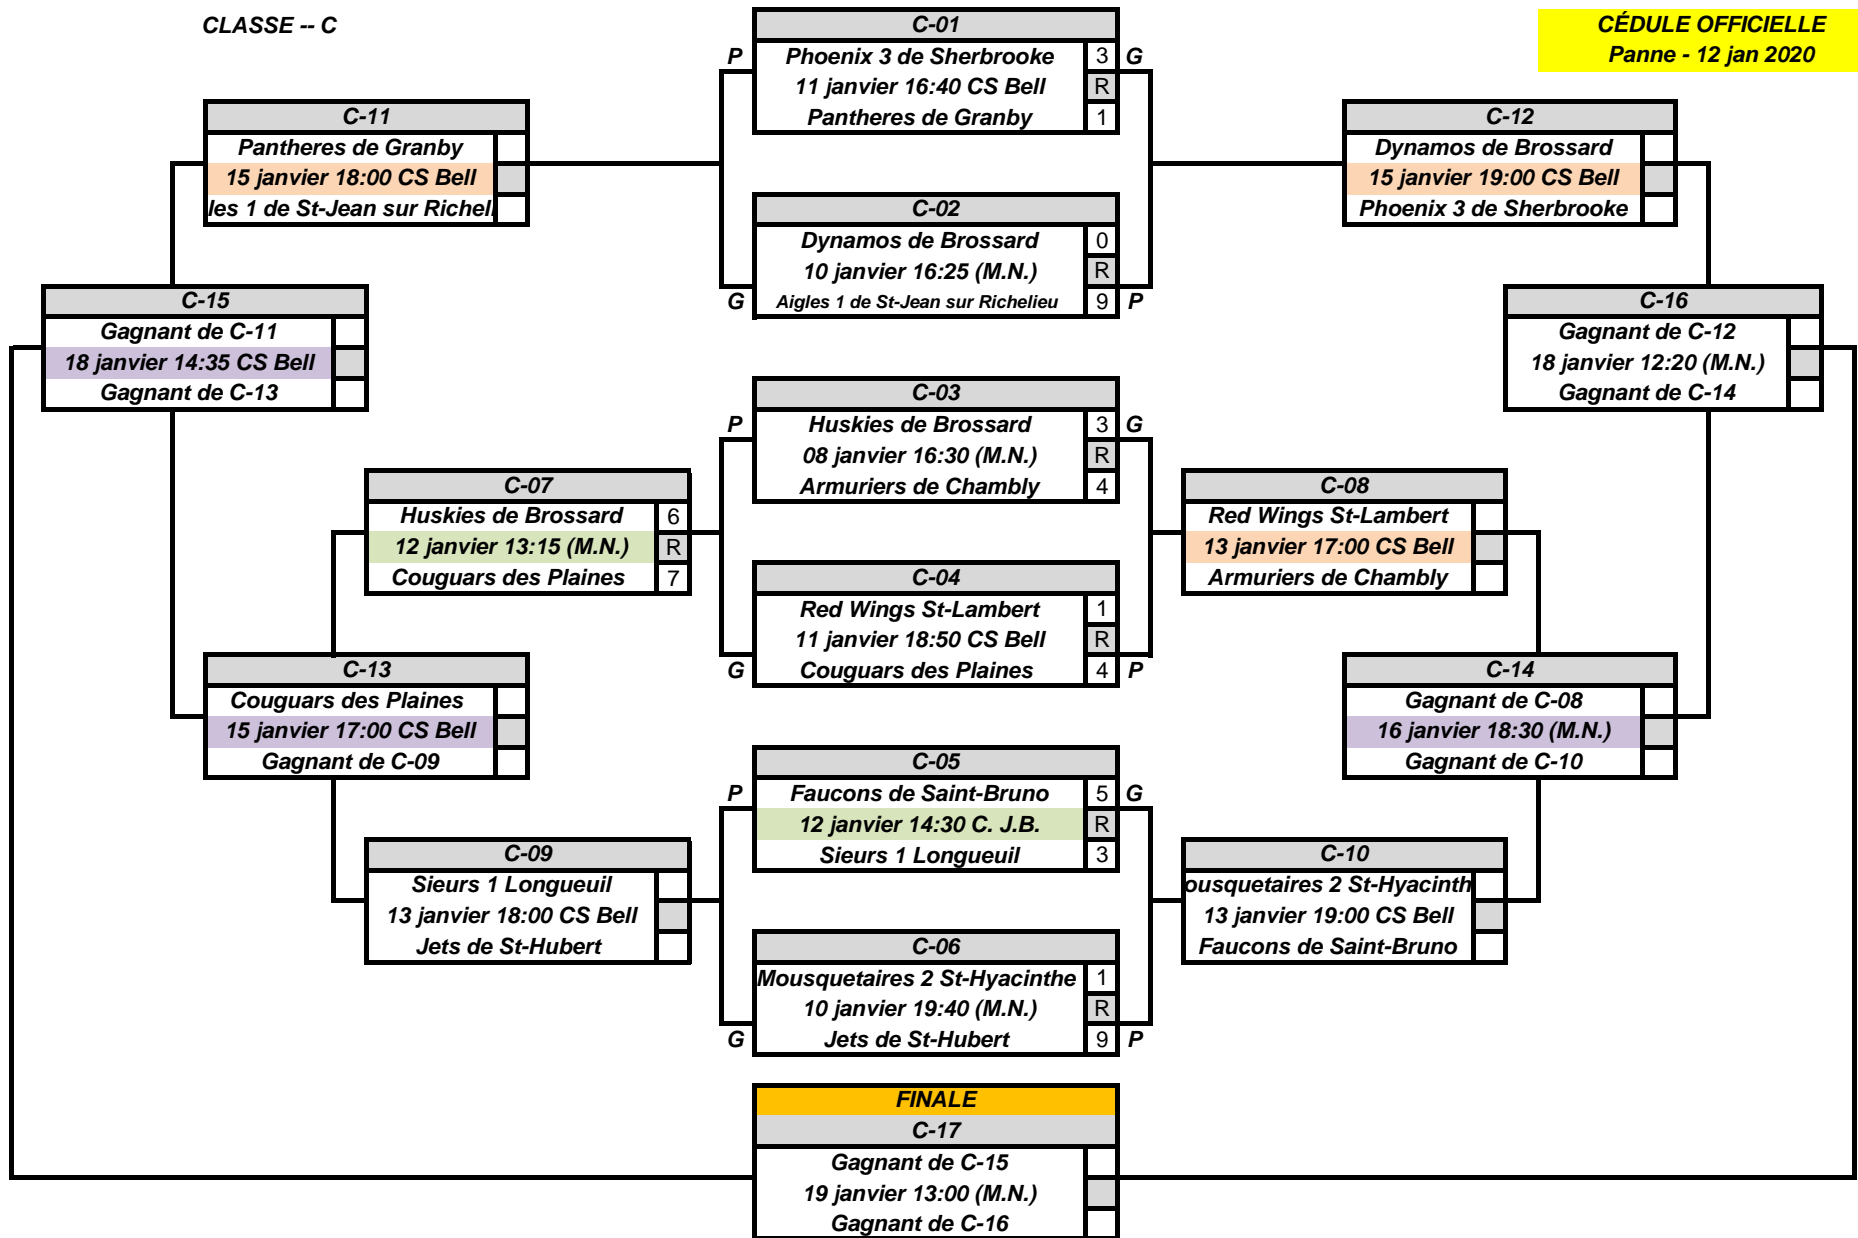 CLASSE -- C
CÉDULE OFFICIELLE
Panne - 12 jan 2020
C-01
P
Phoenix 3 de Sherbrooke 3
G
11 janvier 16:40 CS Bell R
Pantheres de Granby 1
C-11
Pantheres de Granby
15 janvier 18:00 CS Bell
les 1 de St-Jean sur Richeli
C-12
Dynamos de Brossard
15 janvier 19:00 CS Bell
Phoenix 3 de Sherbrooke
C-02
Dynamos de Brossard 0
10 janvier 16:25 (M.N.) R
G
Aigles 1 de St-Jean sur Richelieu 9
P
C-15
Gagnant de C-11
18 janvier 14:35 CS Bell
Gagnant de C-13
C-16
Gagnant de C-12
18 janvier 12:20 (M.N.)
Gagnant de C-14
C-03
P
Huskies de Brossard 3
G
08 janvier 16:30 (M.N.) R
Armuriers de Chambly 4
C-07
Huskies de Brossard 6
12 janvier 13:15 (M.N.) R
Couguars des Plaines 7
C-08
Red Wings St-Lambert
13 janvier 17:00 CS Bell
Armuriers de Chambly
C-04
Red Wings St-Lambert 1
11 janvier 18:50 CS Bell R
G
Couguars des Plaines 4
P
C-13
Couguars des Plaines
15 janvier 17:00 CS Bell
Gagnant de C-09
C-14
Gagnant de C-08
16 janvier 18:30 (M.N.)
Gagnant de C-10
C-05
P
Faucons de Saint-Bruno 5
G
12 janvier 14:30 C. J.B. R
Sieurs 1 Longueuil 3
C-09
Sieurs 1 Longueuil
13 janvier 18:00 CS Bell
Jets de St-Hubert
C-10
ousquetaires 2 St-Hyacinth
13 janvier 19:00 CS Bell
Faucons de Saint-Bruno
C-06
Mousquetaires 2 St-Hyacinthe 1
10 janvier 19:40 (M.N.) R
G
Jets de St-Hubert 9
P
FINALE
C-17
Gagnant de C-15
19 janvier 13:00 (M.N.)
Gagnant de C-16